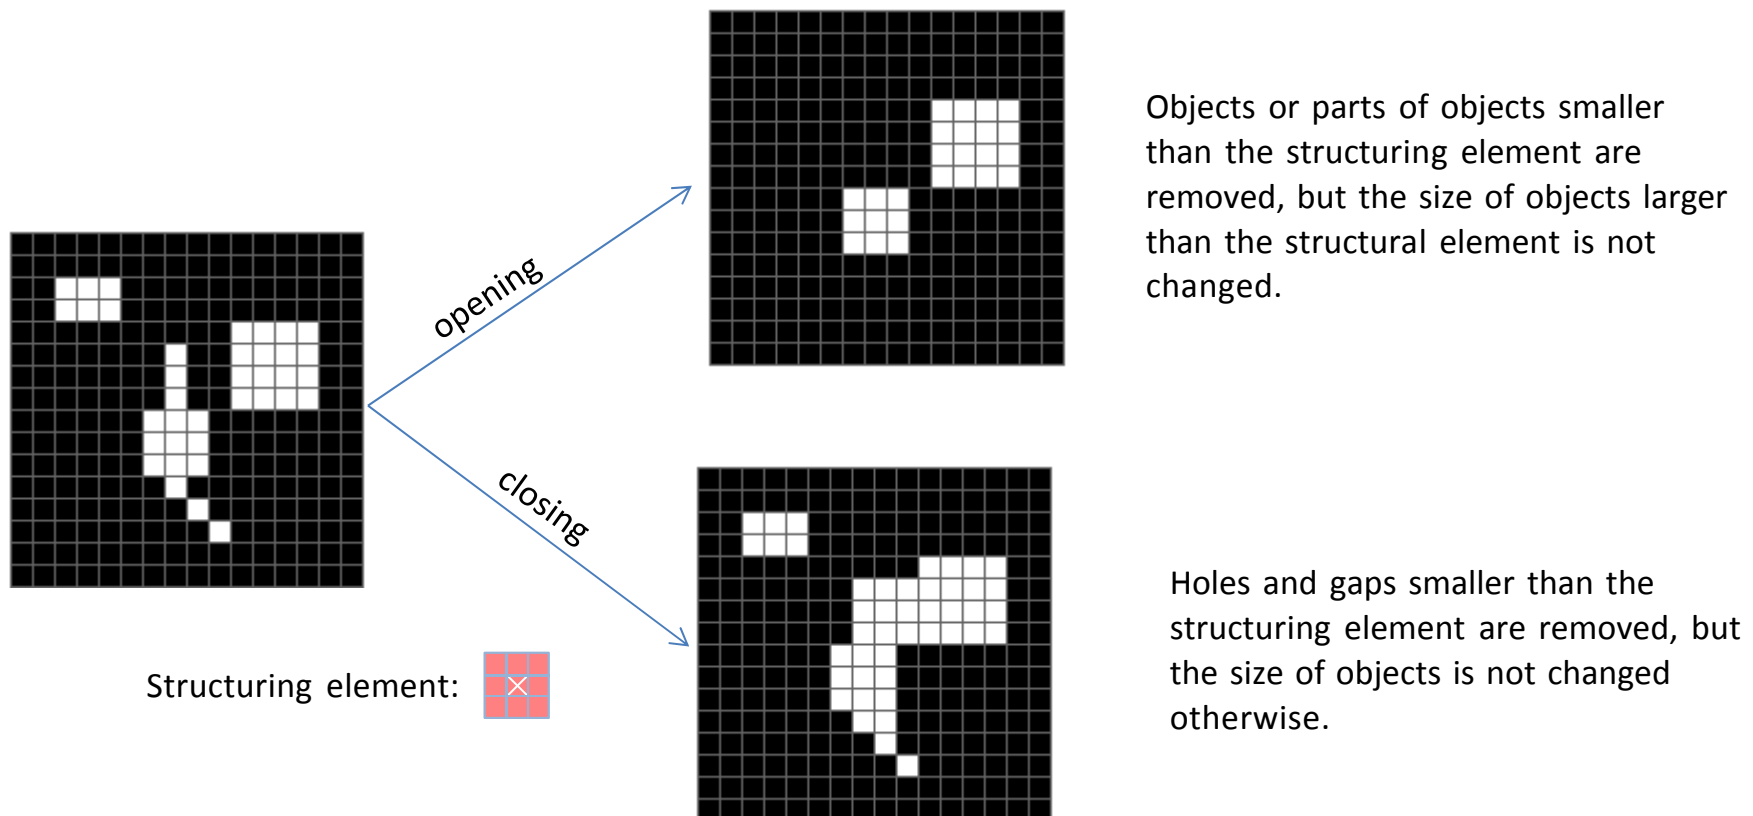 Objects or parts of objects smaller
than the structuring element are
removed, but the size of objects larger
than the structural element is not
changed.
opening
closing
Structuring element:
Holes and gaps smaller than the
structuring element are removed, but
the size of objects is not changed
otherwise.